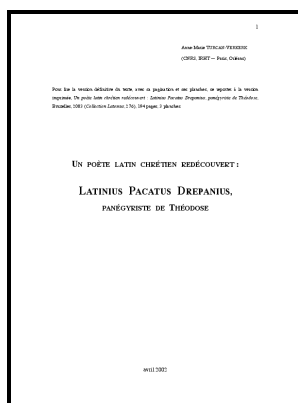 1
Anne-Marie TURCAN-VERKERK
(CNRS, IRHT – Paris, Orléans)
Pour lire la version définitive du texte, avec sa pagination et ses planches, se reporter à la version
imprimée, Un poète latin chrétien redécouvert : Latinius Pacatus Drepanius, panégyriste de Théodose,
Bruxelles, 2003 (Collection Latomus, 276), 194 pages, 3 planches.
UN POÈTE LATIN CHRÉTIEN REDÉCOUVERT :
LATINIUS PACATUS DREPANIUS,
PANÉGYRISTE DE THÉODOSE
avril 2002